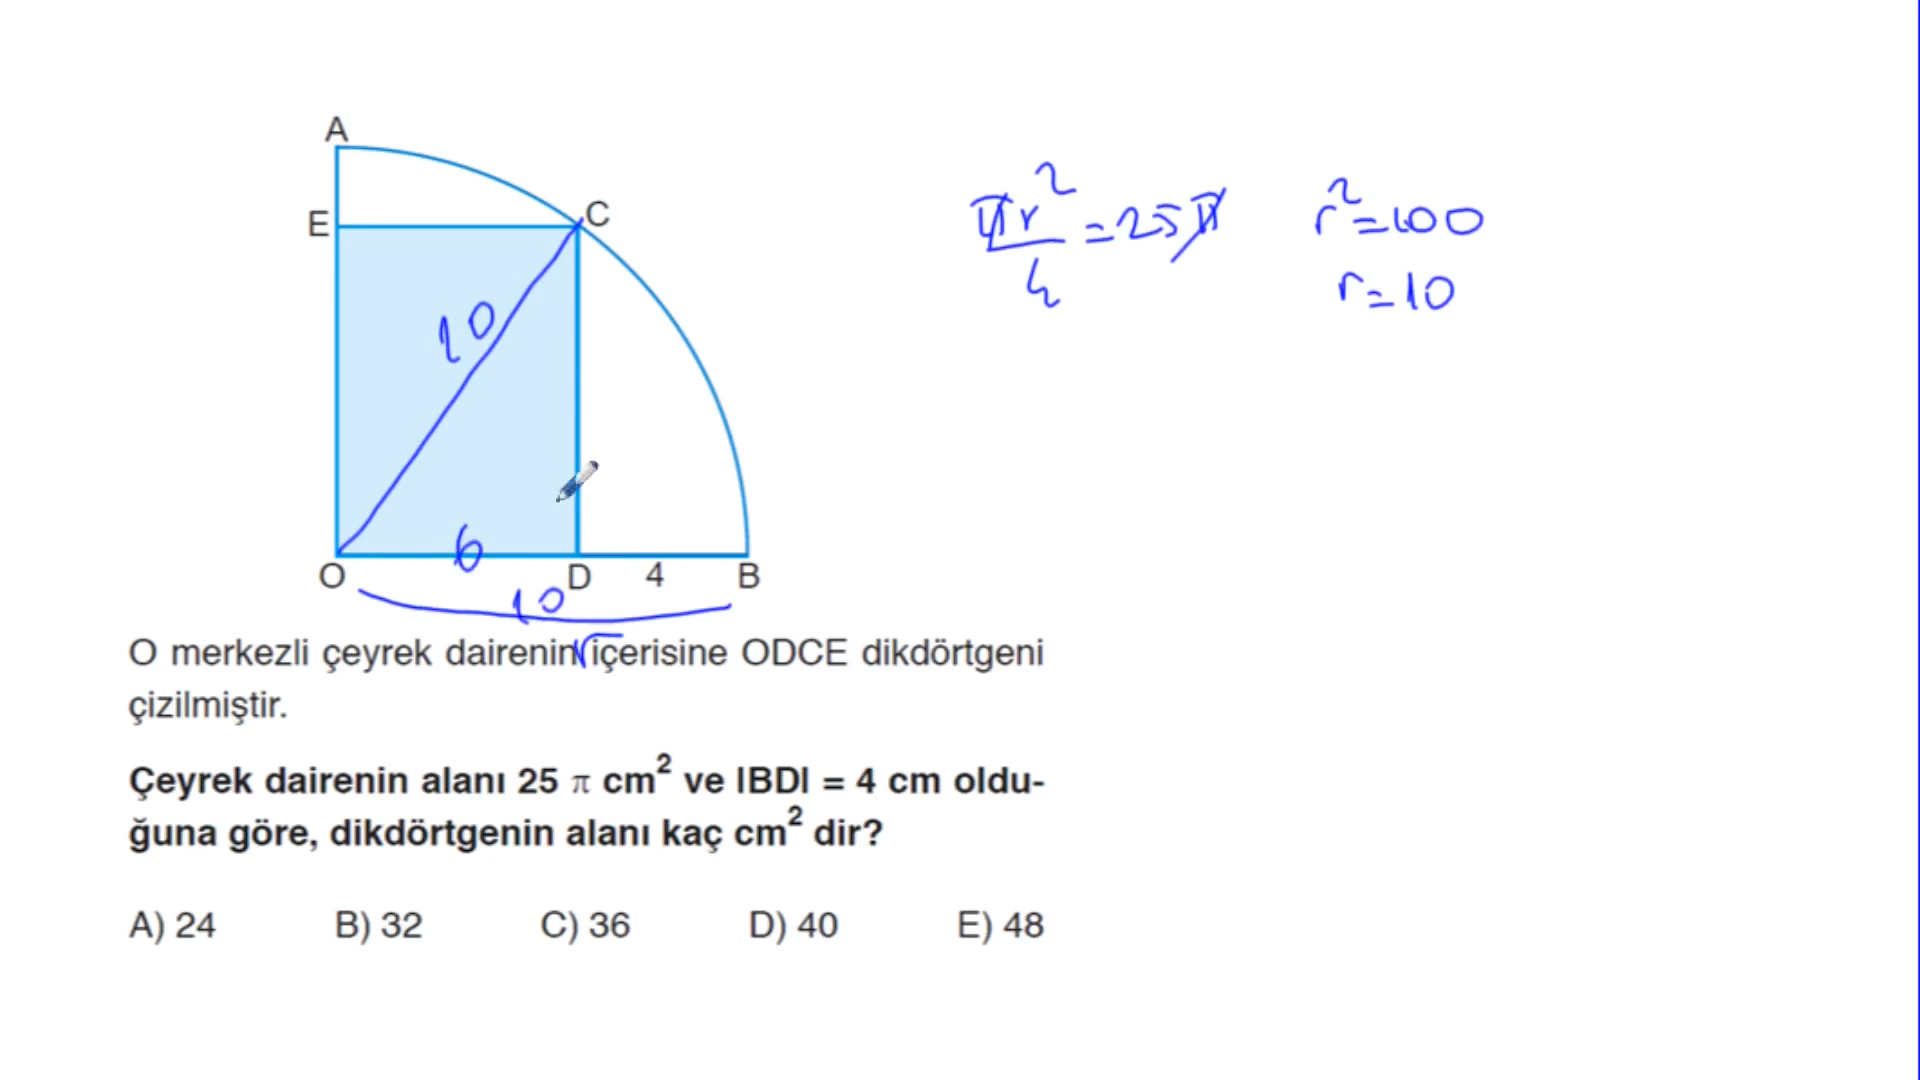 A
E
C
10
6
O
D
4
B
10
r
πr²/4 = 25π
r² = 100
r = 10
O merkezli çeyrek dairenin içerisine ODCE dikdörtgeni
çizilmiştir.
Çeyrek dairenin alanı 25 π cm² ve IBDI = 4 cm oldu-
ğuna göre, dikdörtgenin alanı kaç cm² dir?
A) 24 B) 32 C) 36 D) 40 E) 48